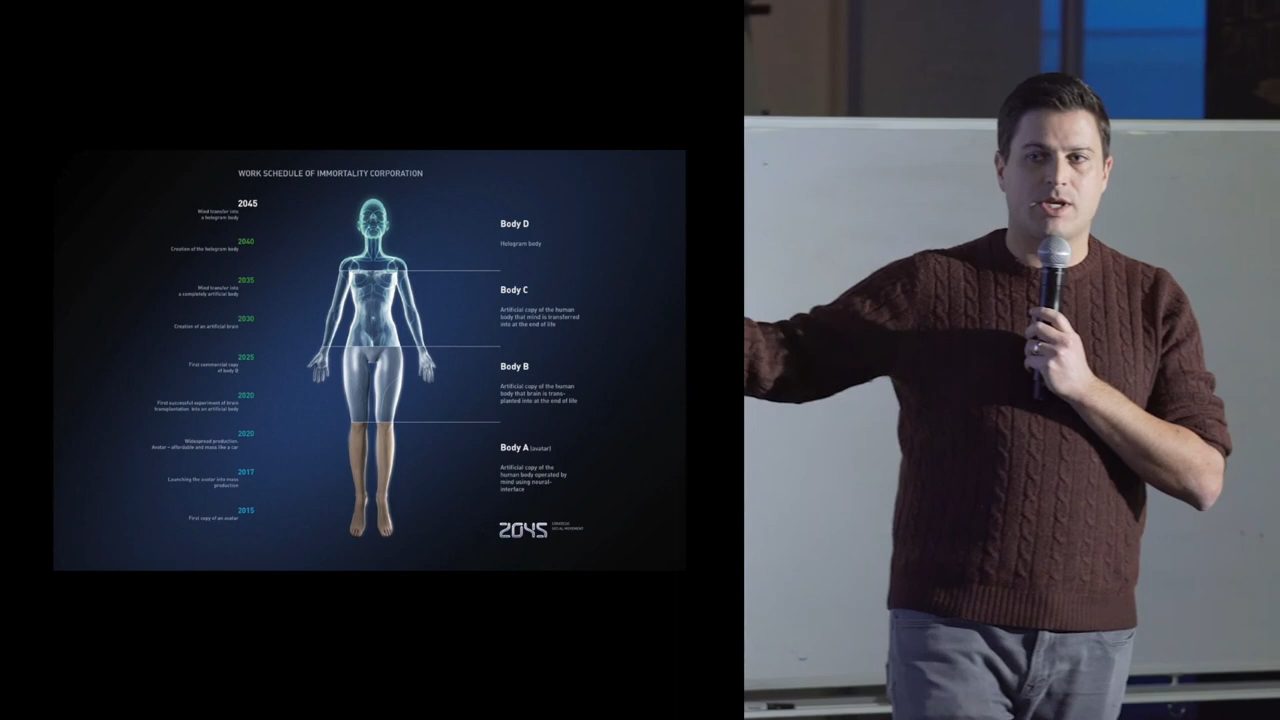 WORK SCHEDULE OF IMMORTALITY CORPORATION
2045
Mind transfer into
a hologram body
2040
Creation of the hologram body
2035
Mind transfer into
a completely artificial body
2030
Creation of an artificial brain
2025
First commercial copy
of body B
2020
First successful experiment of brain
transplantation into an artificial body
2020
Widespread production.
Avatar – affordable and mass like a car
2017
Launching the avatar into mass
production
2015
First copy of an avatar
Body D
Hologram body
Body C
Artificial copy of the human
body that mind is transferred
into at the end of life
Body B
Artificial copy of the human
body that brain is trans-
planted into at the end of life
Body A (avatar)
Artificial copy of the
human body operated by
mind using neural-
interface
2045
STRATEGIC
SOCIAL MOVEMENT